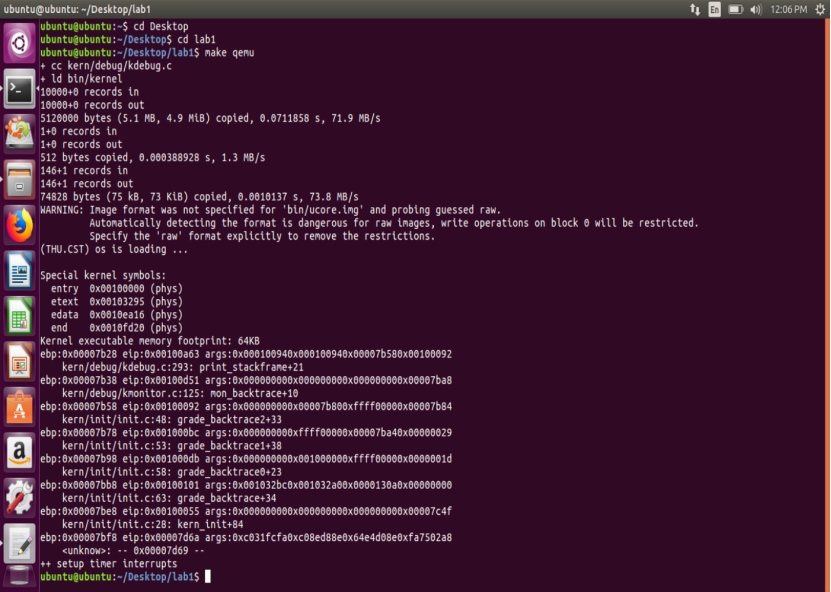 ubuntu@ubuntu: ~/Desktop/lab1
En
12:06 PM
ubuntu@ubuntu:~$ cd Desktop
ubuntu@ubuntu:~/Desktop$ cd lab1
ubuntu@ubuntu:~/Desktop/lab1$ make qemu
+ cc kern/debug/kdebug.c
+ ld bin/kernel
10000+0 records in
10000+0 records out
5120000 bytes (5.1 MB, 4.9 MiB) copied, 0.0711858 s, 71.9 MB/s
1+0 records in
1+0 records out
512 bytes copied, 0.000388928 s, 1.3 MB/s
146+1 records in
146+1 records out
74828 bytes (75 kB, 73 KiB) copied, 0.0010137 s, 73.8 MB/s
WARNING: Image format was not specified for 'bin/ucore.img' and probing guessed raw.
         Automatically detecting the format is dangerous for raw images, write operations on block 0 will be restricted.
         Specify the 'raw' format explicitly to remove the restrictions.
(THU.CST) os is loading ...
Special kernel symbols:
  entry  0x00100000 (phys)
  etext  0x00103295 (phys)
  edata  0x0010ea16 (phys)
  end    0x0010fd20 (phys)
Kernel executable memory footprint: 64KB
ebp:0x00007b28 eip:0x00100a63 args:0x000100940x000100940x00007b580x00100092
    kern/debug/kdebug.c:293: print_stackframe+21
ebp:0x00007b38 eip:0x00100d51 args:0x000000000x000000000x000000000x00007ba8
    kern/debug/kmonitor.c:125: mon_backtrace+10
ebp:0x00007b58 eip:0x00100092 args:0x000000000x00007b800xffff00000x00007b84
    kern/init/init.c:48: grade_backtrace2+33
ebp:0x00007b78 eip:0x001000bc args:0x000000000xffff00000x00007ba40x00000029
    kern/init/init.c:53: grade_backtrace1+38
ebp:0x00007b98 eip:0x001000db args:0x000000000x001000000xffff00000x0000001d
    kern/init/init.c:58: grade_backtrace0+23
ebp:0x00007bb8 eip:0x00100101 args:0x001032bc0x001032a00x0000130a0x00000000
    kern/init/init.c:63: grade_backtrace+34
ebp:0x00007be8 eip:0x00100055 args:0x000000000x000000000x000000000x00007c4f
    kern/init/init.c:28: kern_init+84
ebp:0x00007bf8 eip:0x00007d6a args:0xc031fcfa0xc08ed88e0x64e4d08e0xfa7502a8
    <unknow>: -- 0x00007d69 --
++ setup timer interrupts
ubuntu@ubuntu:~/Desktop/lab1$